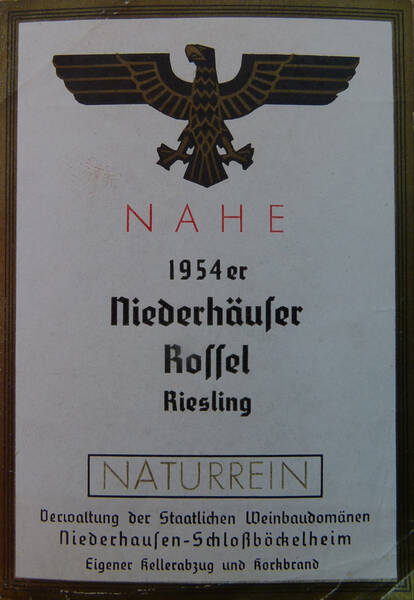 NAHE
1954er
Niederhäuſer
Roſſel
Riesling
NATURREIN
Verwaltung der Staatlichen Weinbaudomänen
Niederhauſen-Schloßböckelheim
Eigener Kellerabzug und Korkbrand